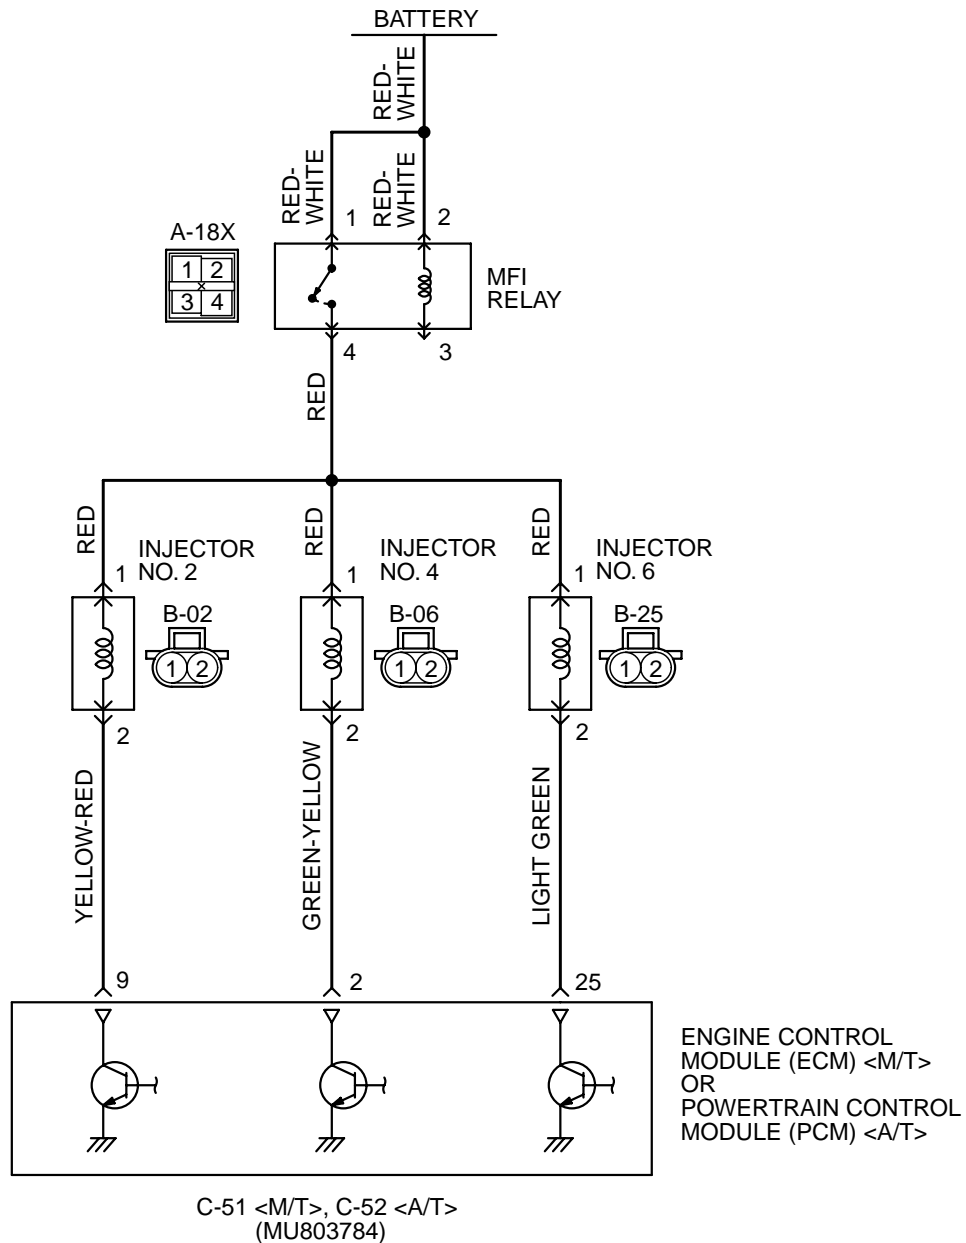 BATTERY
RED-
WHITE
RED-
WHITE
RED-
WHITE
1
2
A-18X
1 2
3 4
MFI
RELAY
4
3
RED
RED
RED
RED
INJECTOR
NO. 2
INJECTOR
NO. 4
INJECTOR
NO. 6
1
1
1
B-02
B-06
B-25
1 2
1 2
1 2
2
2
2
YELLOW-RED
GREEN-YELLOW
LIGHT GREEN
9
2
25
ENGINE CONTROL
MODULE (ECM) <M/T>
OR
POWERTRAIN CONTROL
MODULE (PCM) <A/T>
C-51 <M/T>, C-52 <A/T>
(MU803784)